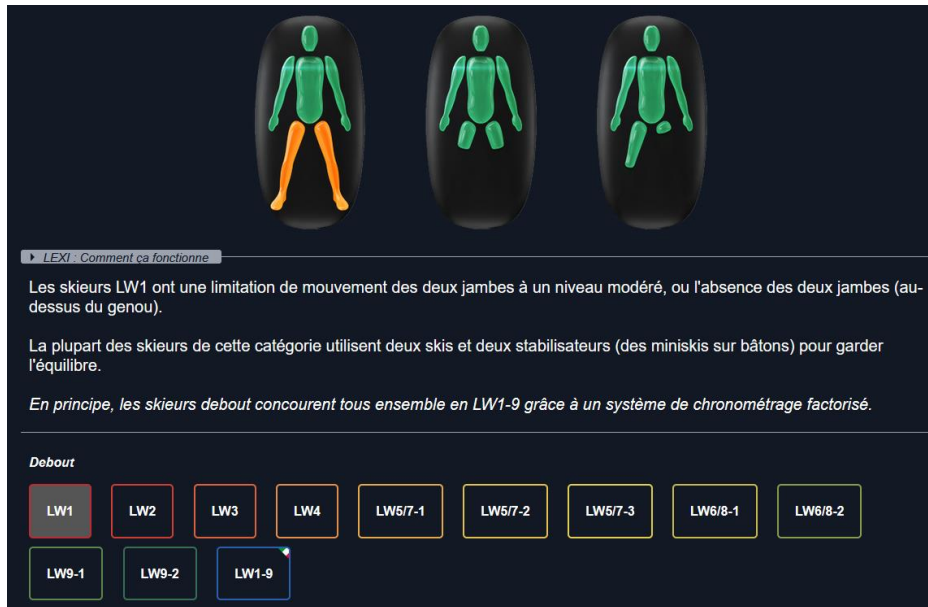 LEXI : Comment ça fonctionne
Les skieurs LW1 ont une limitation de mouvement des deux jambes à un niveau modéré, ou l'absence des deux jambes (au-
dessus du genou).
La plupart des skieurs de cette catégorie utilisent deux skis et deux stabilisateurs (des miniskis sur bâtons) pour garder
l'équilibre.
En principe, les skieurs debout concourent tous ensemble en LW1-9 grâce à un système de chronométrage factorisé.
Debout
LW1 LW2 LW3 LW4 LW5/7-1 LW5/7-2 LW5/7-3 LW6/8-1 LW6/8-2
LW9-1 LW9-2 LW1-9